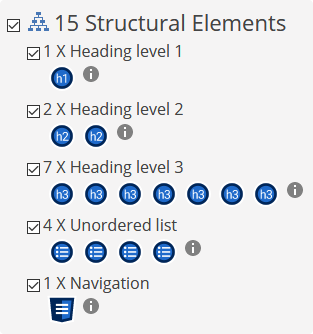 15 Structural Elements
1 X Heading level 1
h1
2 X Heading level 2
h2 h2
7 X Heading level 3
h3 h3 h3 h3 h3 h3 h3
4 X Unordered list
1 X Navigation